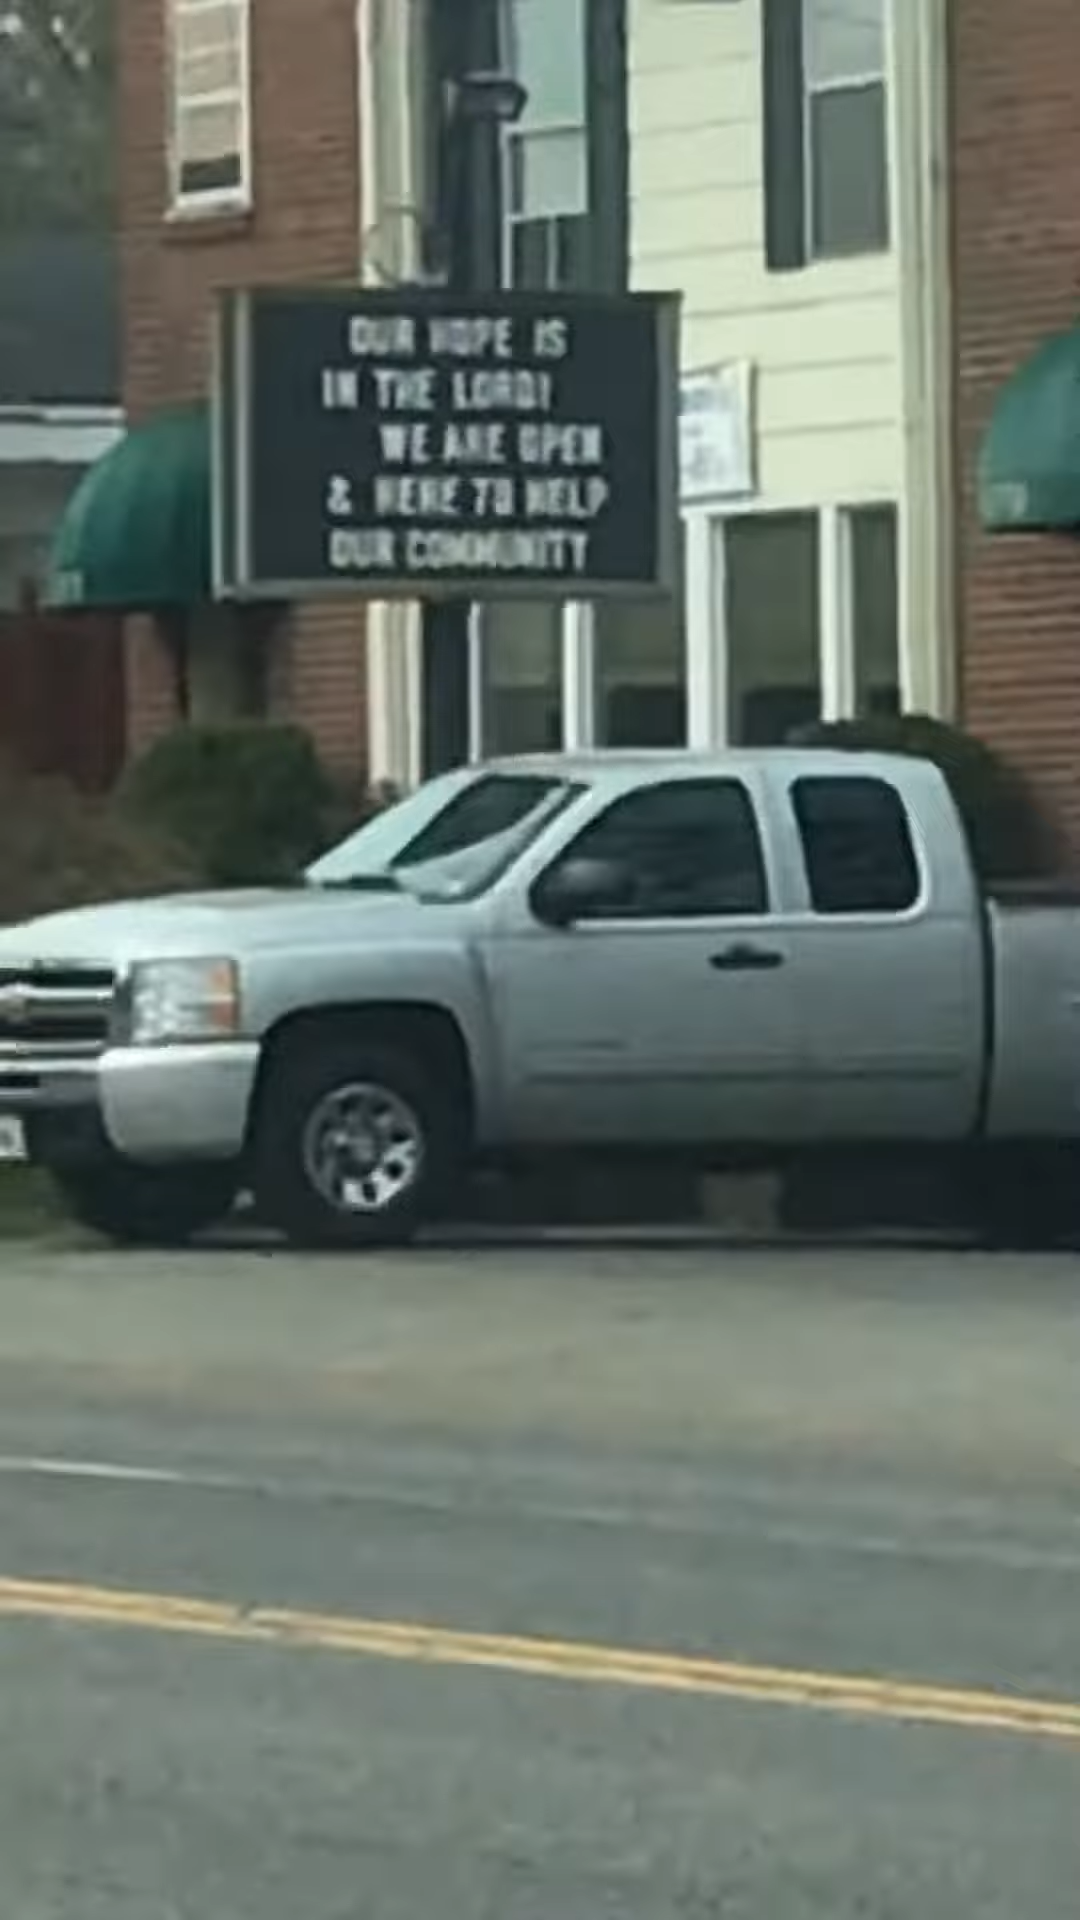 OUR HOPE IS
IN THE LORD!
WE ARE OPEN
& HERE TO HELP
OUR COMMUNITY